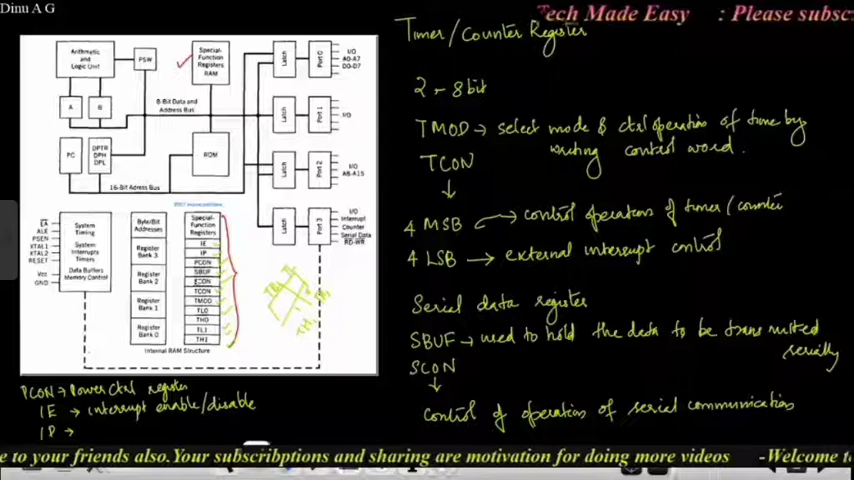 Dinu A G
Tech Made Easy : Please subsc
Timer/Counter Register
2 - 8bit
TMOD → select mode & ctrl operation of time by
writing control word.
TCON
4 MSB → control operations of timer/counter
4 LSB → external interrupt control
Serial data register
SBUF → used to hold the data to be transmitted
serially
SCON
control of operation of serial communications
Arithmetic
and
Logic Unit
PSW
Special-
Function
Registers
RAM
Latch
Port 0
I/O
A0-A7
D0-D7
A
B
8-Bit Data and
Address Bus
Latch
Port 1
I/O
PC
DPTR
DPH
DPL
ROM
Latch
Port 2
I/O
A8-A15
16-Bit Adress Bus
Latch
Port 3
I/O
Interrupt
Counter
Serial Data
RD-WR
EA
ALE
PSEN
XTAL1
XTAL2
RESET
Vcc
GND
System
Timing
System
Interrupts
Timers
Data Buffers
Memory Control
Byte/Bit
Addresses
Register
Bank 3
Register
Bank 2
Register
Bank 1
Register
Bank 0
Special-
Function
Registers
IE
IP
PCON
SBUF
SCON
TCON
TMOD
TL0
TH0
TL1
TH1
Internal RAM Structure
PCON → Power Ctrl register
IE → interrupt enable/disable
IP →
e to your friends also. Your subscribptions and sharing are motivation for doing more videos -Welcome to